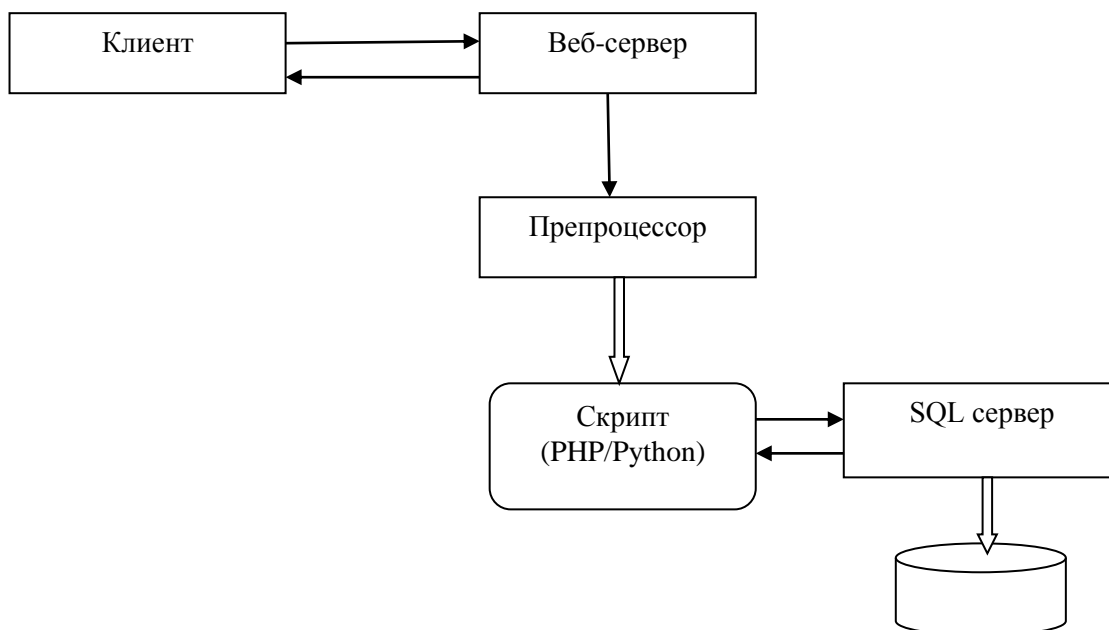 Клиент
Веб-сервер
Препроцессор
Скрипт
(PHP/Python)
SQL сервер